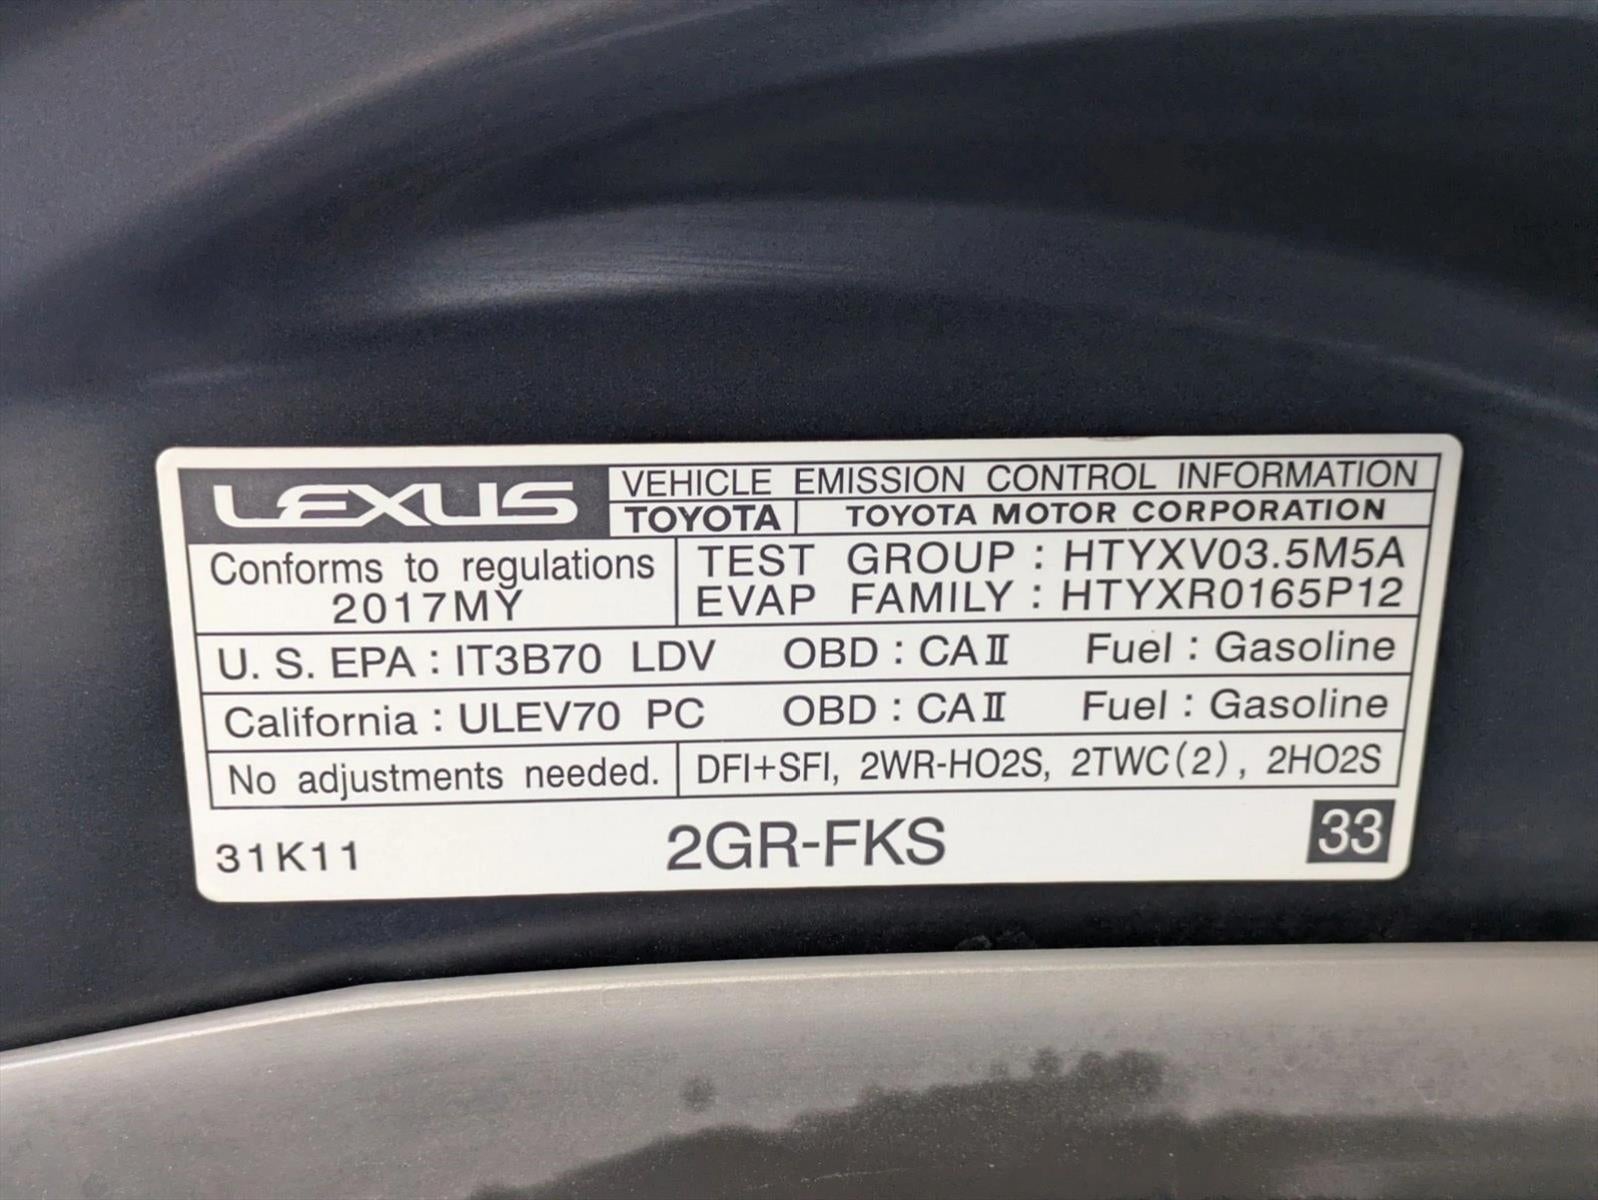 LEXUS
VEHICLE EMISSION CONTROL INFORMATION
TOYOTA TOYOTA MOTOR CORPORATION
Conforms to regulations
2017MY
TEST GROUP : HTYXV03.5M5A
EVAP FAMILY : HTYXR0165P12
U. S. EPA : IT3B70 LDV OBD : CAⅡ Fuel : Gasoline
California : ULEV70 PC OBD : CAⅡ Fuel : Gasoline
No adjustments needed. DFI+SFI, 2WR-HO2S, 2TWC(2), 2HO2S
31K11 2GR-FKS 33